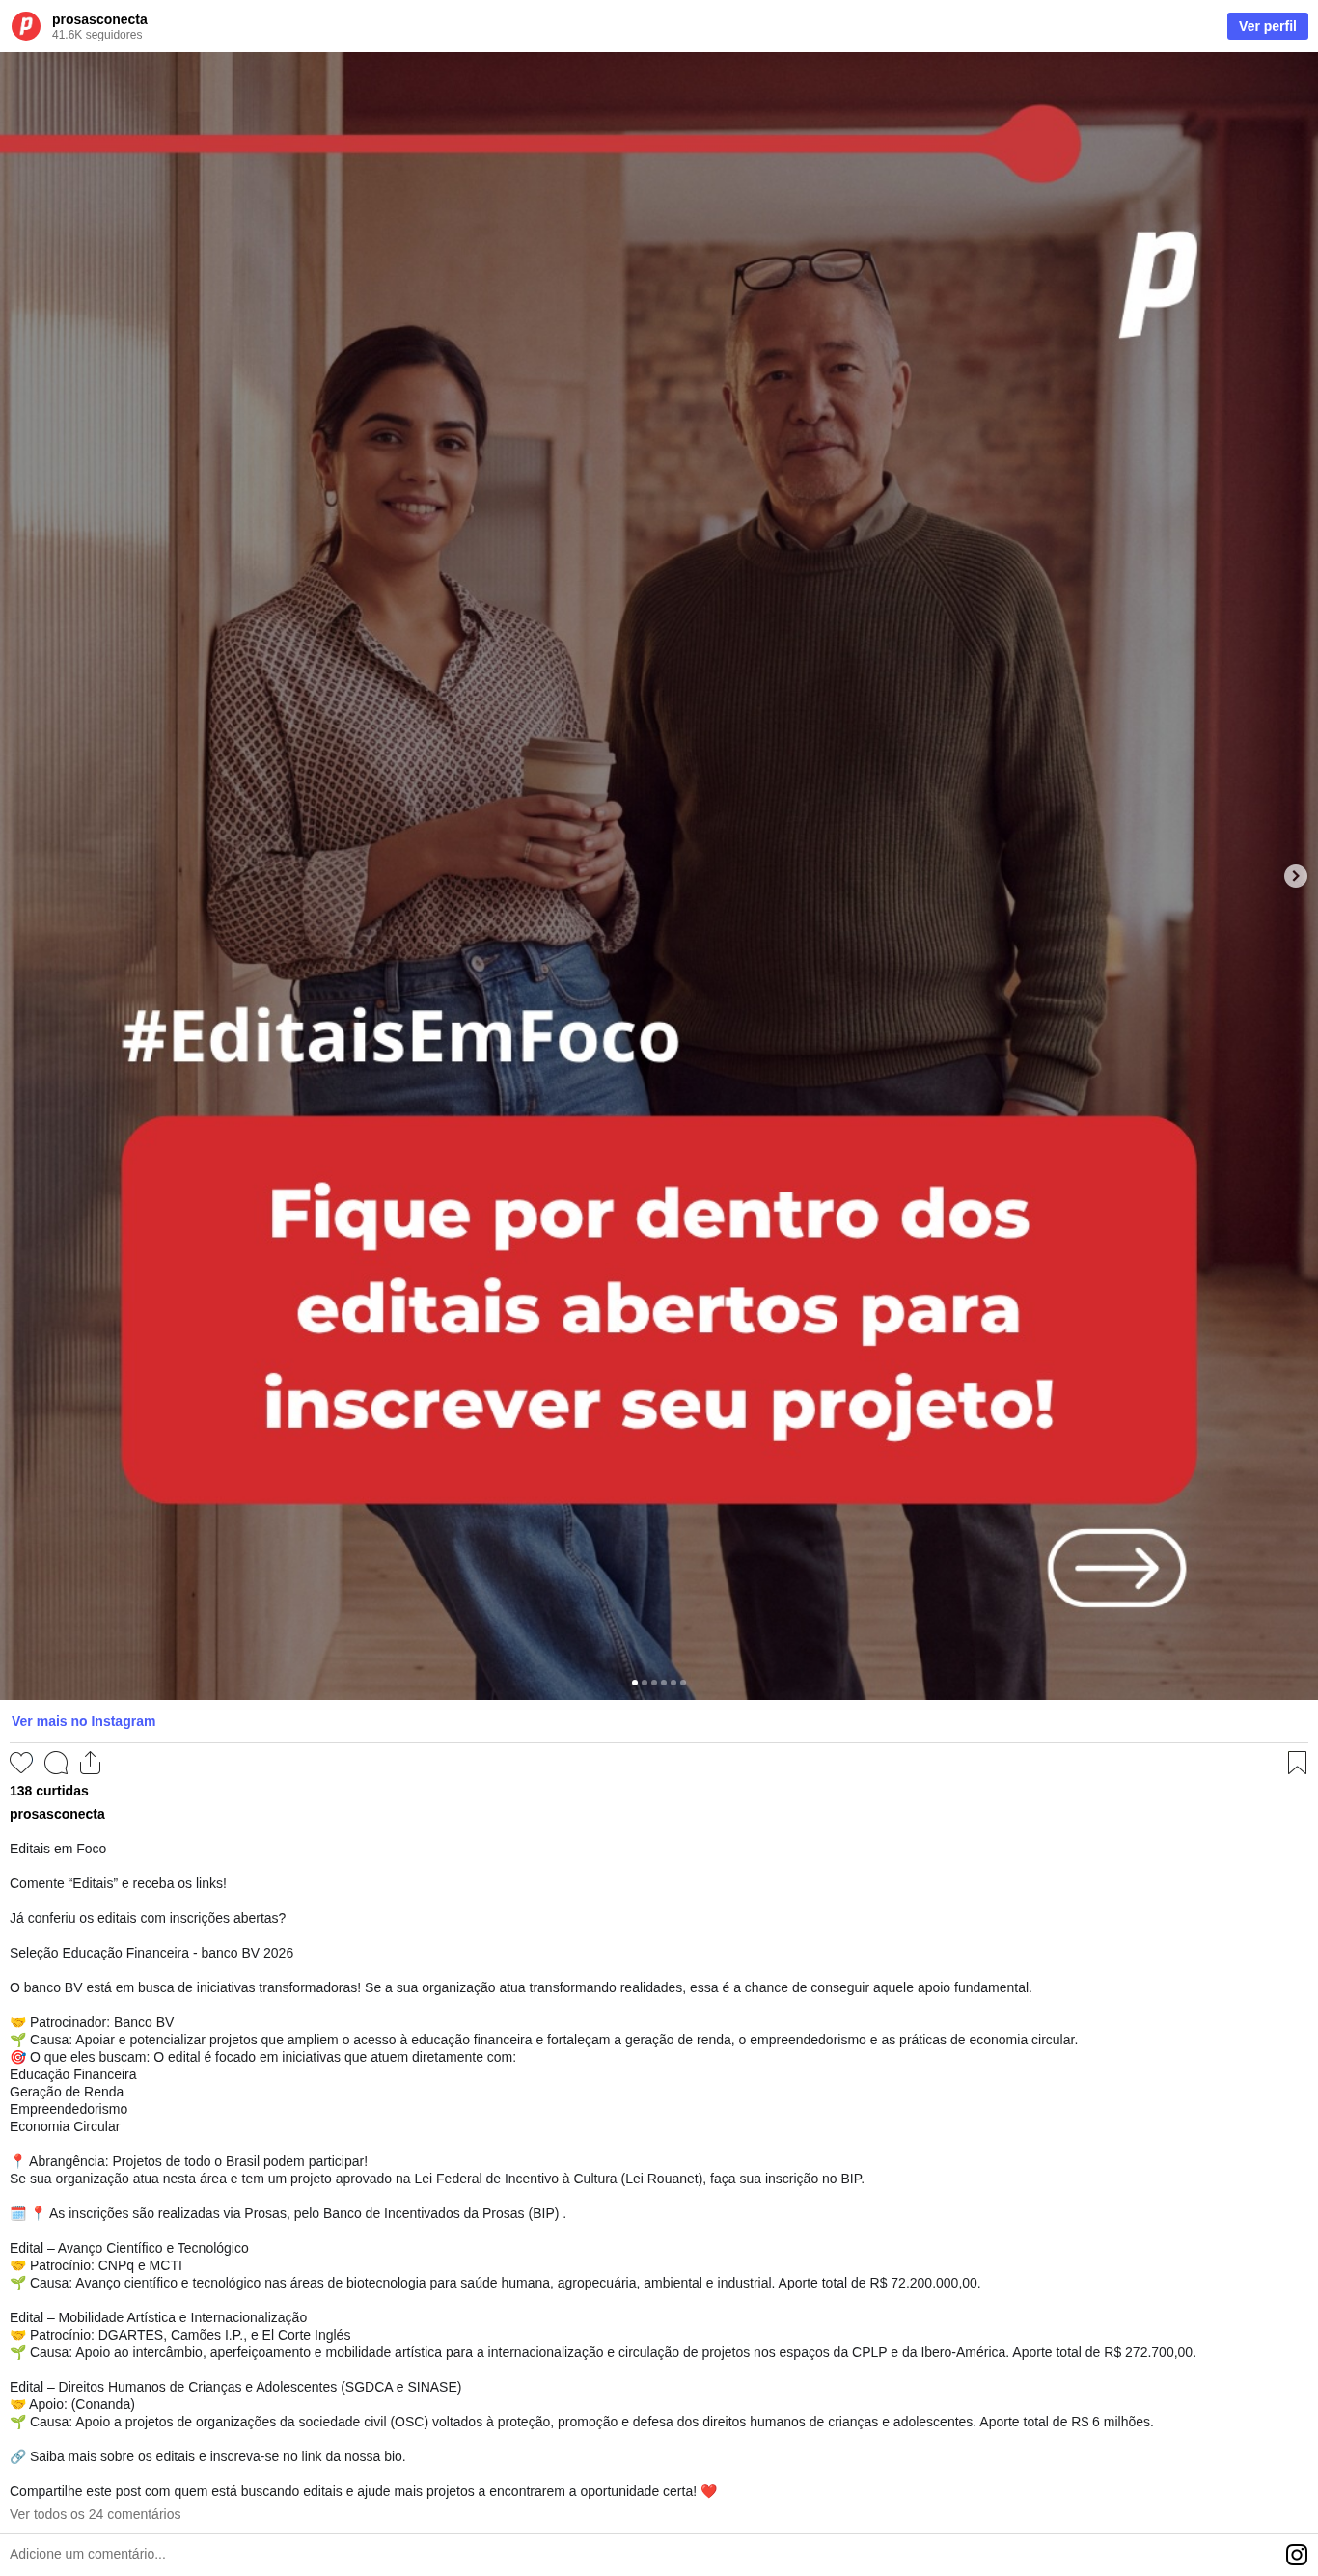 prosasconecta
41.6K seguidores
Ver perfil
p
#EditaisEmFoco
Fique por dentro dos
editais abertos para
inscrever seu projeto!
Ver mais no Instagram
138 curtidas
prosasconecta
Editais em Foco
Comente “Editais” e receba os links!
Já conferiu os editais com inscrições abertas?
Seleção Educação Financeira - banco BV 2026
O banco BV está em busca de iniciativas transformadoras! Se a sua organização atua transformando realidades, essa é a chance de conseguir aquele apoio fundamental.
🤝 Patrocinador: Banco BV
🌱 Causa: Apoiar e potencializar projetos que ampliem o acesso à educação financeira e fortaleçam a geração de renda, o empreendedorismo e as práticas de economia circular.
🎯 O que eles buscam: O edital é focado em iniciativas que atuem diretamente com:
Educação Financeira
Geração de Renda
Empreendedorismo
Economia Circular
📍 Abrangência: Projetos de todo o Brasil podem participar!
Se sua organização atua nesta área e tem um projeto aprovado na Lei Federal de Incentivo à Cultura (Lei Rouanet), faça sua inscrição no BIP.
🗓️ 📍 As inscrições são realizadas via Prosas, pelo Banco de Incentivados da Prosas (BIP) .
Edital – Avanço Científico e Tecnológico
🤝 Patrocínio: CNPq e MCTI
🌱 Causa: Avanço científico e tecnológico nas áreas de biotecnologia para saúde humana, agropecuária, ambiental e industrial. Aporte total de R$ 72.200.000,00.
Edital – Mobilidade Artística e Internacionalização
🤝 Patrocínio: DGARTES, Camões I.P., e El Corte Inglés
🌱 Causa: Apoio ao intercâmbio, aperfeiçoamento e mobilidade artística para a internacionalização e circulação de projetos nos espaços da CPLP e da Ibero-América. Aporte total de R$ 272.700,00.
Edital – Direitos Humanos de Crianças e Adolescentes (SGDCA e SINASE)
🤝 Apoio: (Conanda)
🌱 Causa: Apoio a projetos de organizações da sociedade civil (OSC) voltados à proteção, promoção e defesa dos direitos humanos de crianças e adolescentes. Aporte total de R$ 6 milhões.
🔗 Saiba mais sobre os editais e inscreva-se no link da nossa bio.
Compartilhe este post com quem está buscando editais e ajude mais projetos a encontrarem a oportunidade certa! ❤️
Ver todos os 24 comentários
Adicione um comentário...